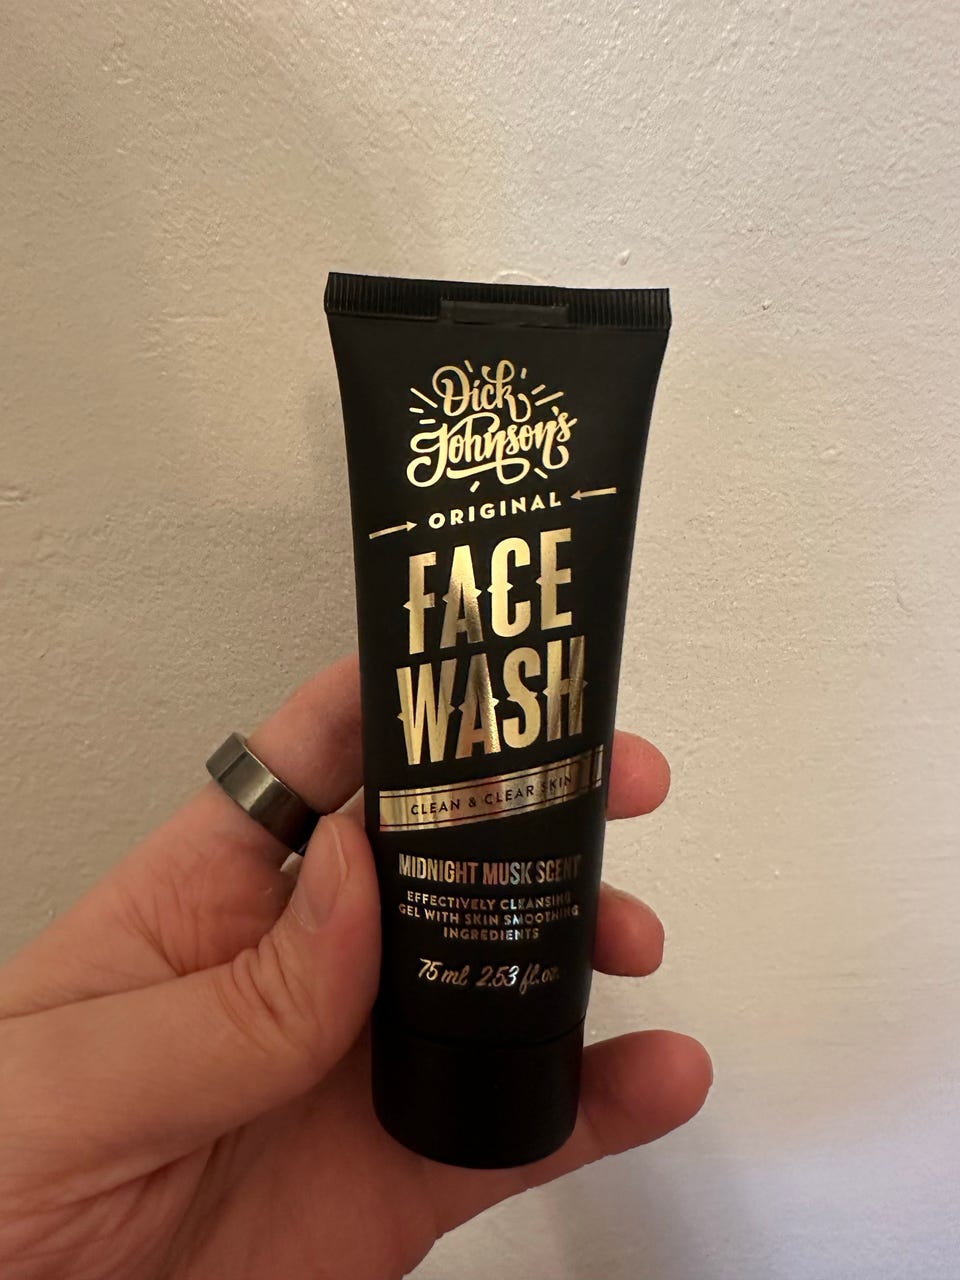 Dick
Johnson's
ORIGINAL
FACE
WASH
CLEAN & CLEAR SKIN
MIDNIGHT MUSK SCENT
EFFECTIVELY CLEANSING
GEL WITH SKIN SMOOTHING
INGREDIENTS
75 ml 2.53 fl.oz.